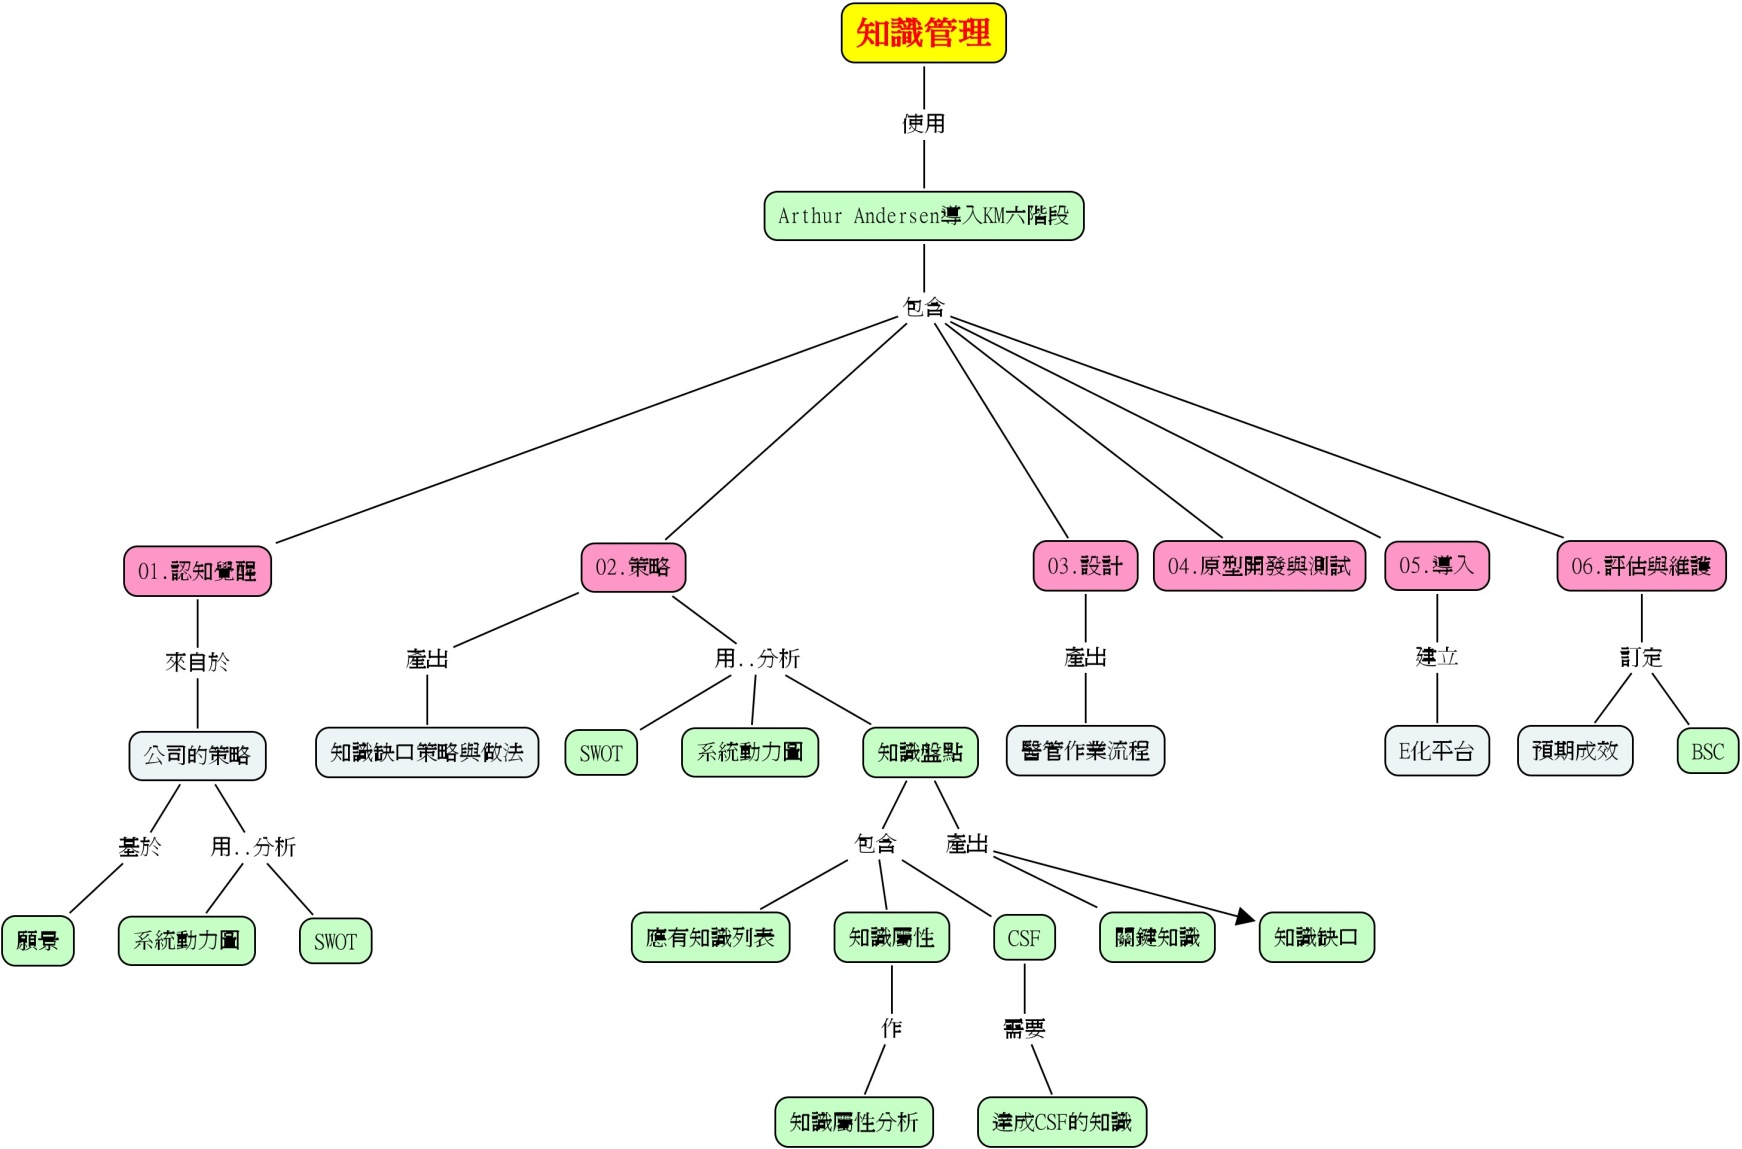 知識管理
使用
Arthur Andersen導入KM六階段
包含
01.認知覺醒
02.策略
03.設計
04.原型開發與測試
05.導入
06.評估與維護
來自於
產出
用..分析
產出
建立
訂定
公司的策略
知識缺口策略與做法
SWOT
系統動力圖
知識盤點
醫管作業流程
E化平台
預期成效
BSC
基於
用..分析
包含
產出
願景
系統動力圖
SWOT
應有知識列表
知識屬性
CSF
關鍵知識
知識缺口
作
需要
知識屬性分析
達成CSF的知識